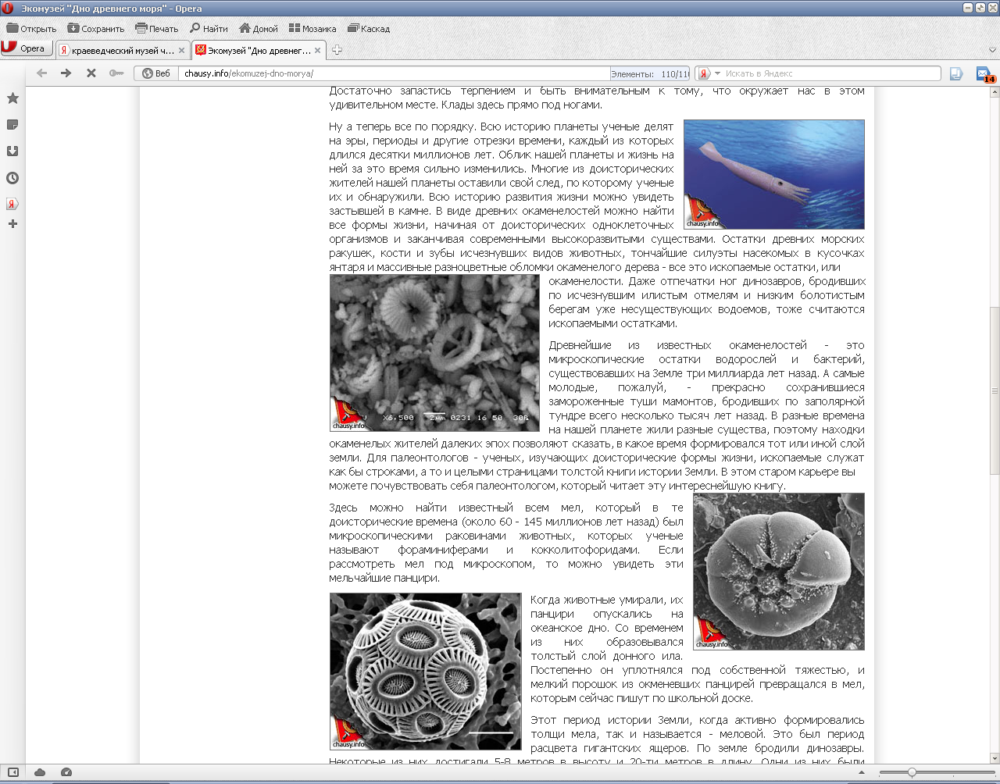 Экомузей "Дно древнего моря" - Opera
Открыть Сохранить Печать Найти Домой Мозаика Каскад
Opera краеведческий музей ч... Экомузей "Дно древнег...
Веб chausy.info/ekomuzej-dno-morya/ Элементы: 110/11 Искать в Яндекс 14
Достаточно запастись терпением и быть внимательным к тому, что окружает нас в этом
удивительном месте. Клады здесь прямо под ногами.
Ну а теперь все по порядку. Всю историю планеты ученые делят
на эры, периоды и другие отрезки времени, каждый из которых
длился десятки миллионов лет. Облик нашей планеты и жизнь на
ней за это время сильно изменились. Многие из доисторических
жителей нашей планеты оставили свой след, по которому ученые
их и обнаружили. Всю историю развития жизни можно увидеть
застывшей в камне. В виде древних окаменелостей можно найти
все формы жизни, начиная от доисторических одноклеточных
chausy.info
организмов и заканчивая современными высокоразвитыми существами. Остатки древних морских
ракушек, кости и зубы исчезнувших видов животных, тончайшие силуэты насекомых в кусочках
янтаря и массивные разноцветные обломки окаменелого дерева - все это ископаемые остатки, или
окаменелости. Даже отпечатки ног динозавров, бродивших
по исчезнувшим илистым отмелям и низким болотистым
берегам уже несуществующих водоемов, тоже считаются
ископаемыми остатками.
Древнейшие из известных окаменелостей - это
микроскопические остатки водорослей и бактерий,
существовавших на Земле три миллиарда лет назад. А самые
молодые, пожалуй, - прекрасно сохранившиеся
замороженные туши мамонтов, бродивших по заполярной
тундре всего несколько тысяч лет назад. В разные времена
на нашей планете жили разные существа, поэтому находки
X6,500 2мm 0231 16 50 30R
chausy.info
окаменелых жителей далеких эпох позволяют сказать, в какое время формировался тот или иной слой
земли. Для палеонтологов - ученых, изучающих доисторические формы жизни, ископаемые служат
как бы строками, а то и целыми страницами толстой книги истории Земли. В этом старом карьере вы
можете почувствовать себя палеонтологом, который читает эту интереснейшую книгу.
Здесь можно найти известный всем мел, который в те
доисторические времена (около 60 - 145 миллионов лет назад) был
микроскопическими раковинами животных, которых ученые
называют фораминиферами и кокколитофоридами. Если
рассмотреть мел под микроскопом, то можно увидеть эти
мельчайшие панцири.
Когда животные умирали, их
панцири опускались на
океанское дно. Со временем
из них образовывался
толстый слой донного ила.
chausy.info
Постепенно он уплотнялся под собственной тяжестью, и
мелкий порошок из окменевших панцирей превращался в мел,
которым сейчас пишут по школьной доске.
Этот период истории Земли, когда активно формировались
толщи мела, так и называется - меловой. Это был период
расцвета гигантских ящеров. По земле бродили динозавры.
chausy.info
Некоторые из них достигали 5-8 метров в высоту и 20-ти метров в длину. Одни из них были